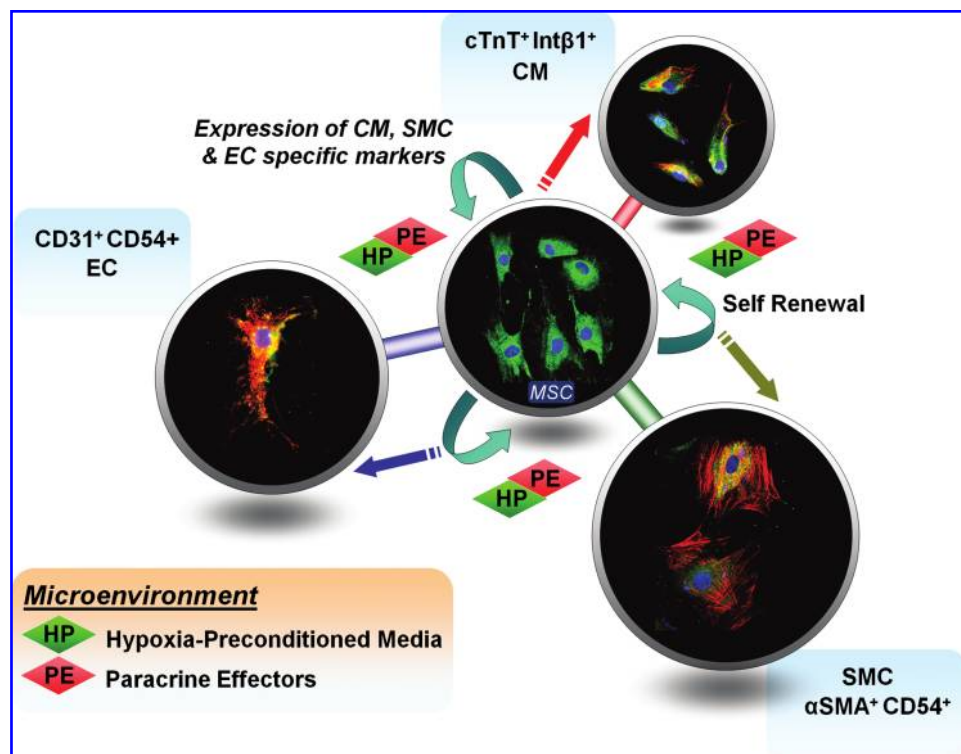 cTnT⁺ Intβ1⁺
CM
Expression of CM, SMC
& EC specific markers
CD31⁺ CD54+
EC
PE
HP
PE
HP
Self Renewal
MSC
PE
HP
Microenvironment
HP Hypoxia-Preconditioned Media
PE Paracrine Effectors
SMC
αSMA⁺ CD54⁺